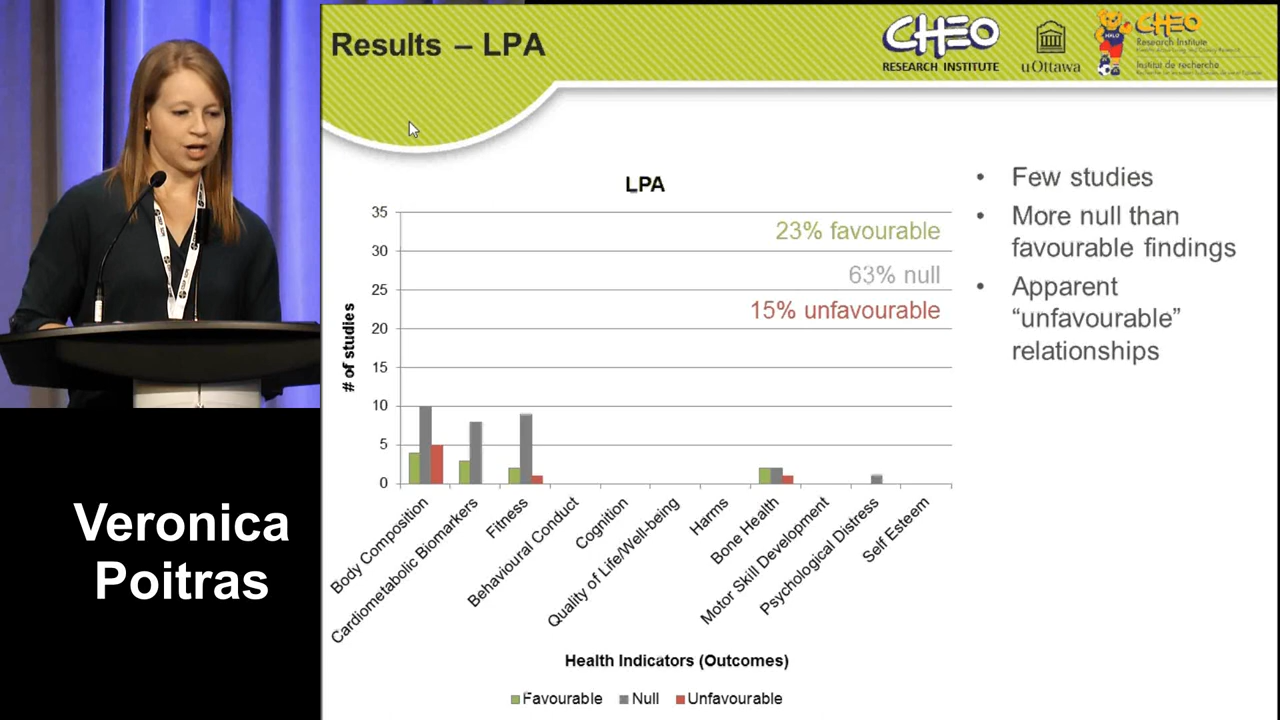 Results – LPA
CHEO
RESEARCH INSTITUTE
uOttawa
HALO
CHEO
Research Institute
Institut de recherche
LPA
35
30
25
20
15
10
5
0
# of studies
23% favourable
63% null
15% unfavourable
Body Composition
Cardiometabolic Biomarkers
Fitness
Behavioural Conduct
Cognition
Quality of Life/Well-being
Harms
Bone Health
Motor Skill Development
Psychological Distress
Self Esteem
Health Indicators (Outcomes)
Favourable Null Unfavourable
• Few studies
• More null than
favourable findings
• Apparent
“unfavourable”
relationships
Veronica
Poitras